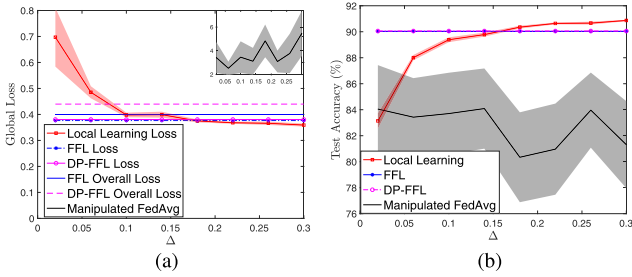 a
0.8
0.7
0.6
0.5
0.4
0.3
0.2
0.1
0
Global Loss
6
4
2
0.05 0.1 0.15 0.2 0.25
Local Learning Loss
FFL Loss
DP-FFL Loss
FFL Overall Loss
DP-FFL Overall Loss
Manipulated FedAvg
0 0.05 0.1 0.15 0.2 0.25 0.3
Δ
(a)
b
92
90
88
86
84
82
80
78
76
Test Accuracy (%)
Local Learning
FFL
DP-FFL
Manipulated FedAvg
0 0.05 0.1 0.15 0.2 0.25 0.3
Δ
(b)